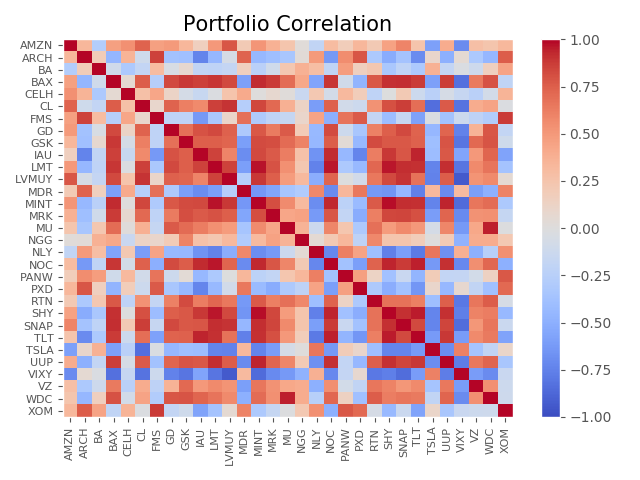 Portfolio Correlation
AMZN
ARCH
BA
BAX
CELH
CL
FMS
GD
GSK
IAU
LMT
LVMUY
MDR
MINT
MRK
MU
NGG
NLY
NOC
PANW
PXD
RTN
SHY
SNAP
TLT
TSLA
UUP
VIXY
VZ
WDC
XOM
AMZN ARCH BA BAX CELH CL FMS GD GSK IAU LMT LVMUY MDR MINT MRK MU NGG NLY NOC PANW PXD RTN SHY SNAP TLT TSLA UUP VIXY VZ WDC XOM
1.00
0.75
0.50
0.25
0.00
−0.25
−0.50
−0.75
−1.00